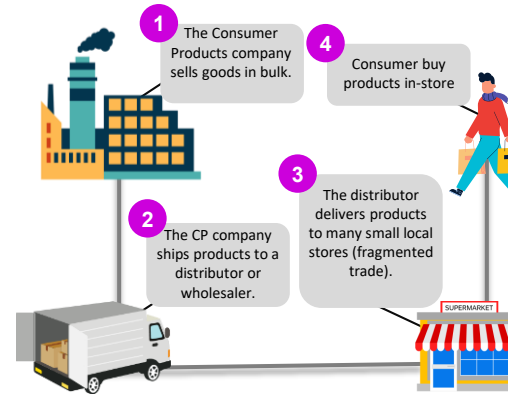 1
The Consumer
Products company
sells goods in bulk.
4
Consumer buy
products in-store
2
The CP company
ships products to a
distributor or
wholesaler.
3
The distributor
delivers products
to many small local
stores (fragmented
trade).
SUPERMARKET